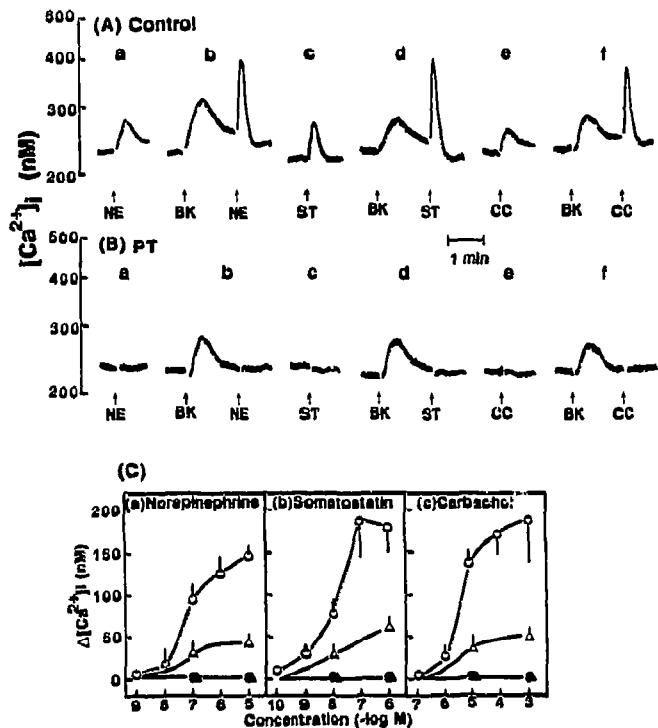 (A) Control
500
400
300
200
a b c d e f
NE BK NE ST BK ST CC BK CC
[Ca2+]i (nM)
(B) PT
1 min
500
400
300
200
a b c d e f
NE BK NE ST BK ST CC BK CC
(C)
(a)Norepinephrine (b)Somatostatin (c)Carbachol
Δ[Ca2+]i (nM)
200
150
100
50
0
9 8 7 6 5 10 9 8 7 6 7 6 5 4 3
Concentration (-log M)